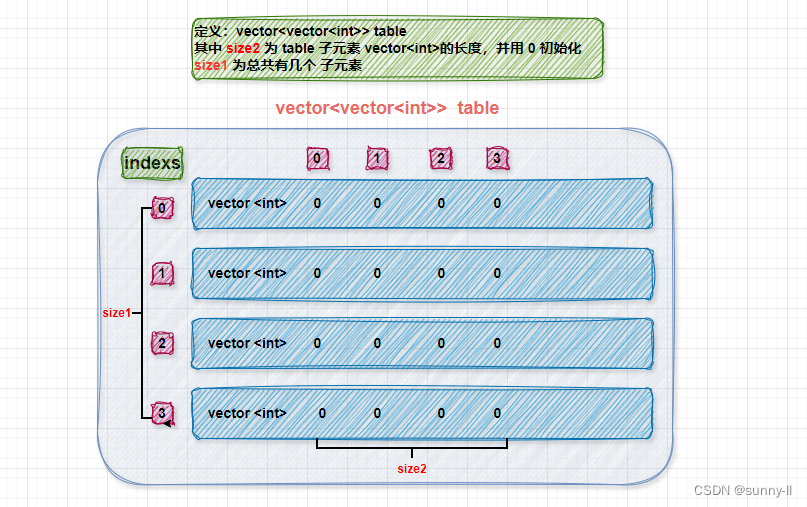 定义：vector<vector<int>> table
其中 size2 为 table 子元素 vector<int>的长度，并用 0 初始化
size1 为总共有几个 子元素
vector<vector<int>> table
indexs 0 1 2 3
0 vector <int> 0 0 0 0
1 vector <int> 0 0 0 0
size1
2 vector <int> 0 0 0 0
3 vector <int> 0 0 0 0
size2
CSDN @sunny-ll